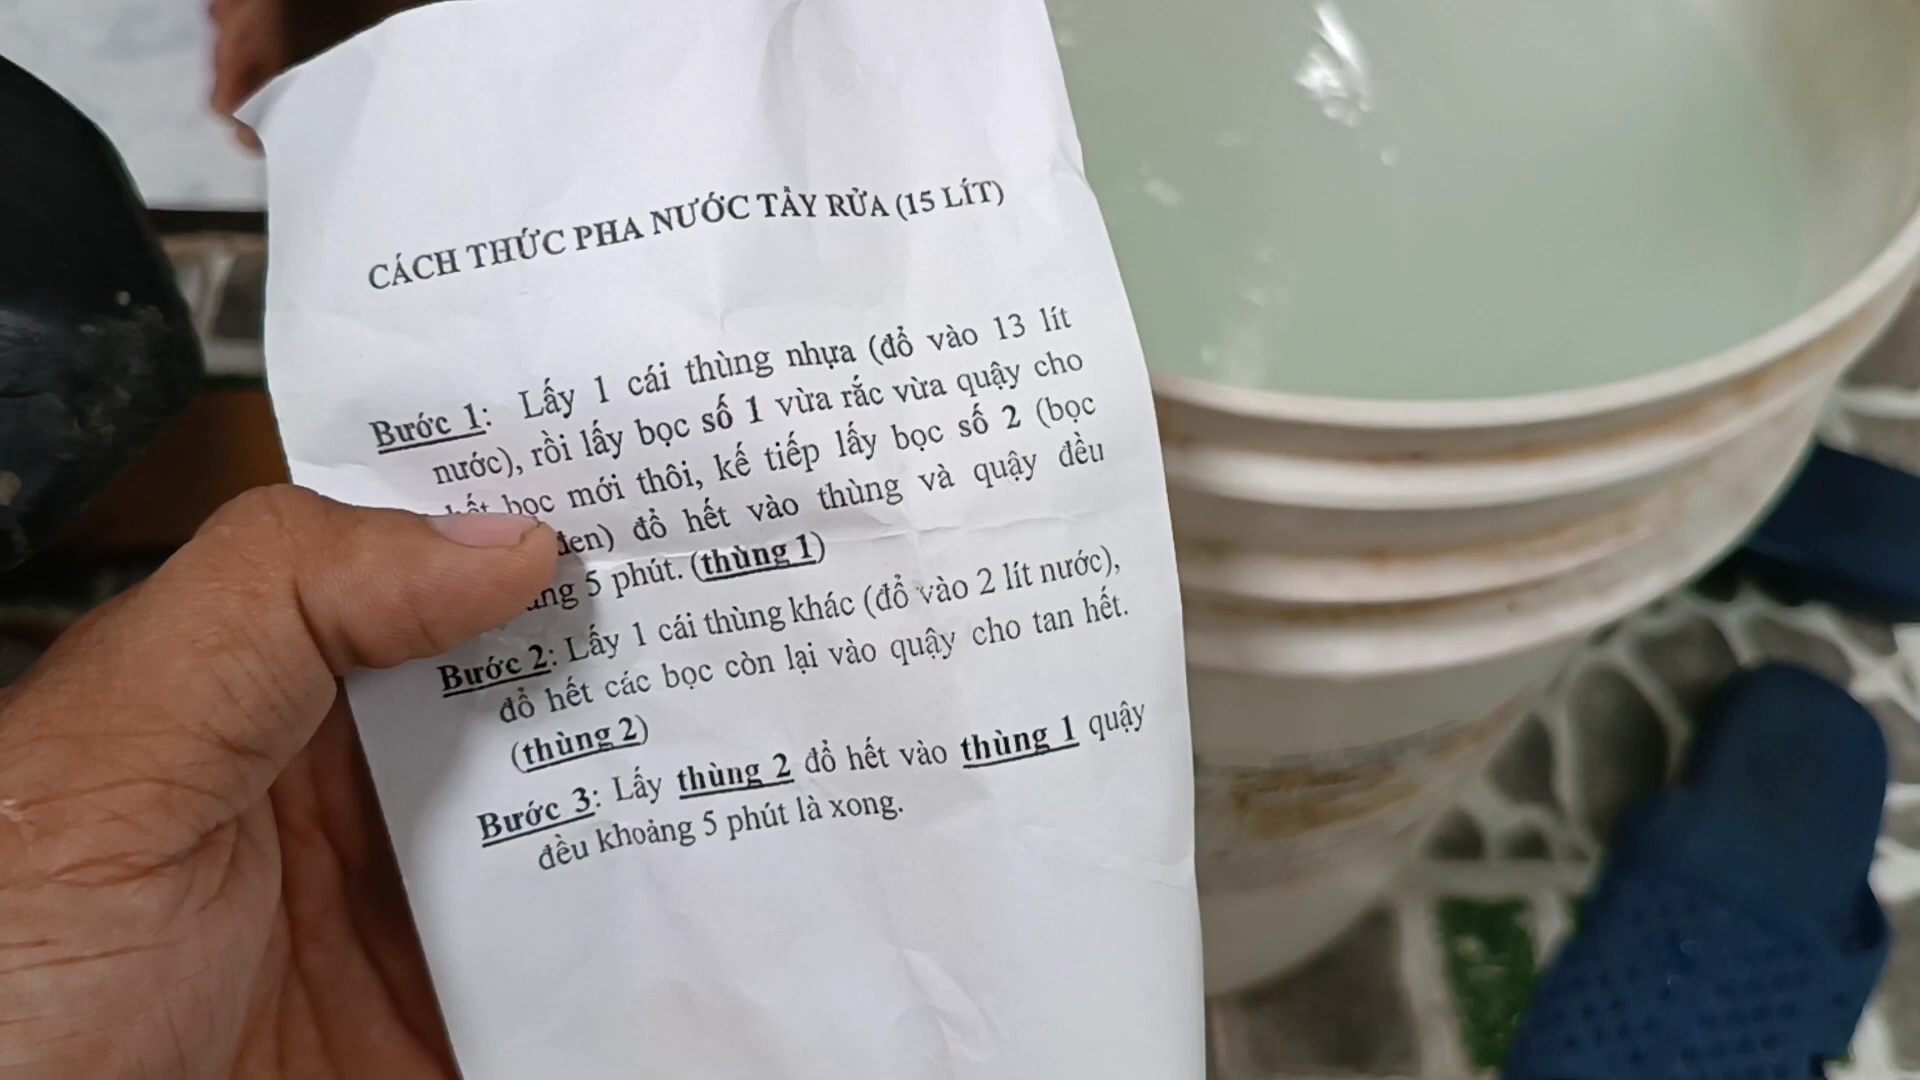 CÁCH THỨC PHA NƯỚC TẨY RỬA (15 LÍT)
Bước 1: Lấy 1 cái thùng nhựa (đổ vào 13 lít
nước), rồi lấy bọc số 1 vừa rắc vừa quậy cho
hết bọc mới thôi, kế tiếp lấy bọc số 2 (bọc
đen) đổ hết vào thùng và quậy đều
5 phút. (thùng 1)
Bước 2: Lấy 1 cái thùng khác (đổ vào 2 lít nước),
đổ hết các bọc còn lại vào quậy cho tan hết.
(thùng 2)
Bước 3: Lấy thùng 2 đổ hết vào thùng 1 quậy
đều khoảng 5 phút là xong.